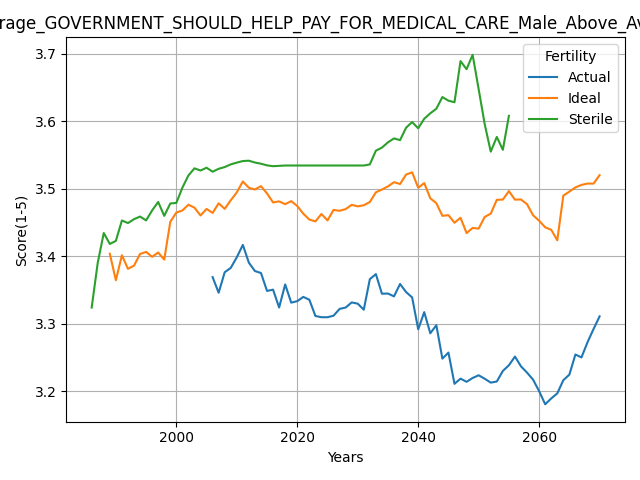 rage_GOVERNMENT_SHOULD_HELP_PAY_FOR_MEDICAL_CARE_Male_Above_Av
Fertility
Actual
Ideal
Sterile
Score(1-5)
3.7
3.6
3.5
3.4
3.3
3.2
2000 2020 2040 2060
Years